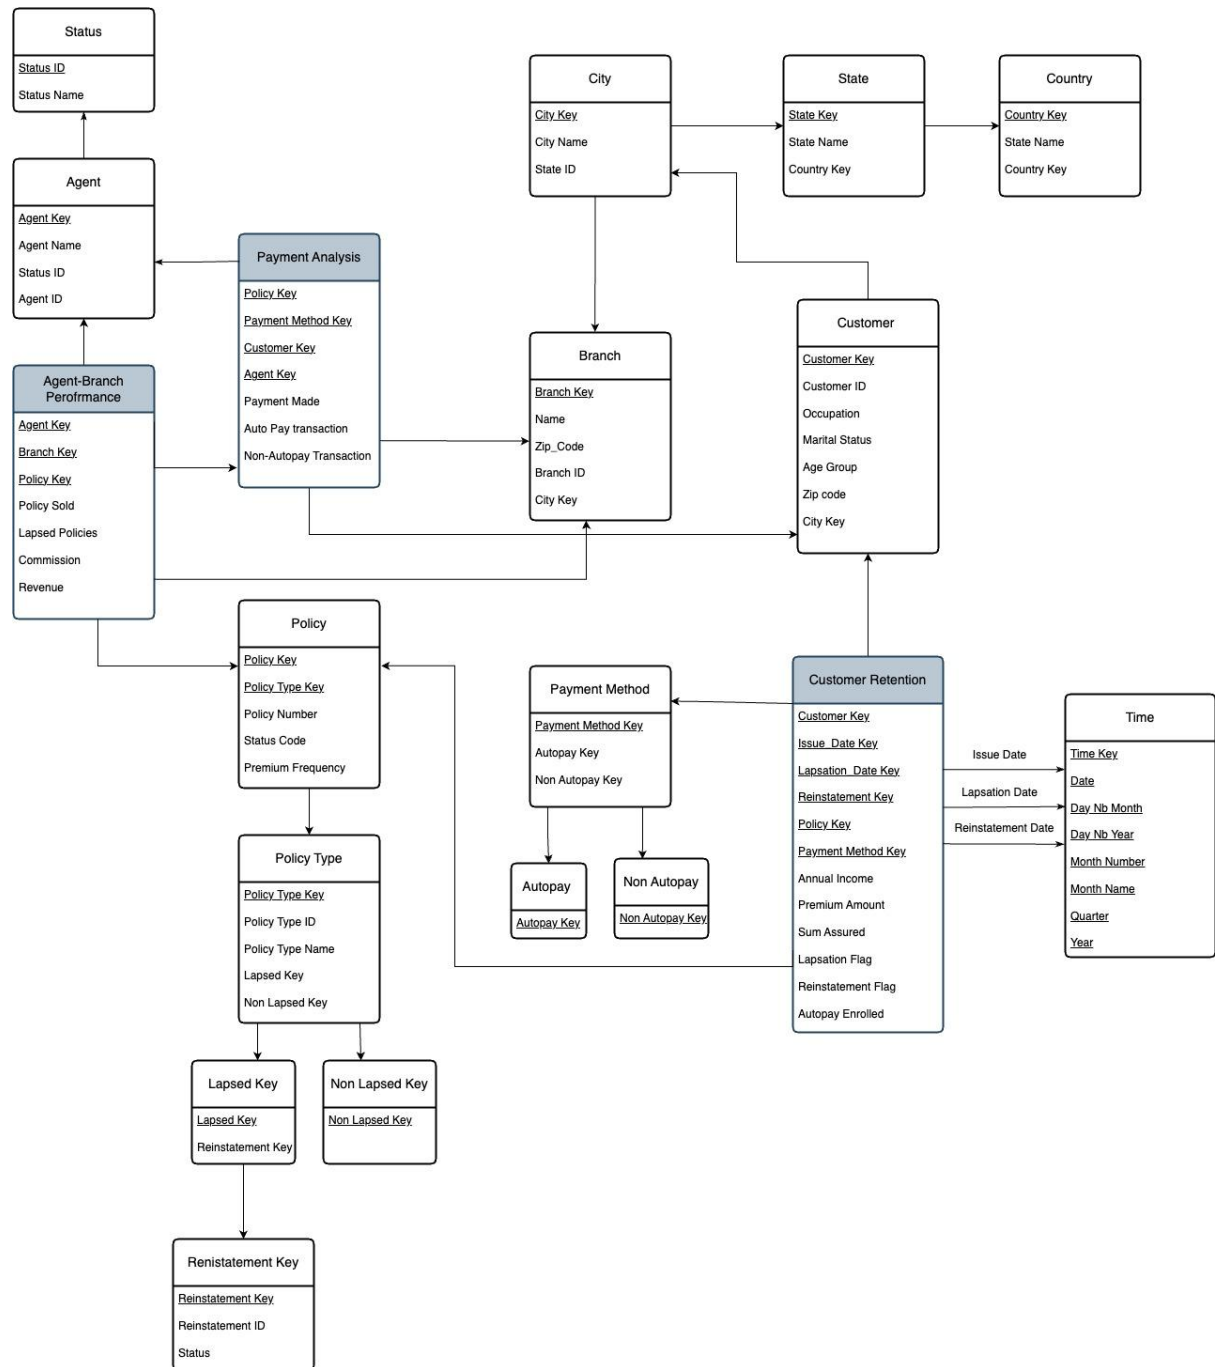 Status
Status ID
Status Name
Agent
Agent Key
Agent Name
Status ID
Agent ID
Agent-Branch
Perofrmance
Agent Key
Branch Key
Policy Key
Policy Sold
Lapsed Policies
Commission
Revenue
Payment Analysis
Policy Key
Payment Method Key
Customer Key
Agent Key
Payment Made
Auto Pay transaction
Non-Autopay Transaction
City
City Key
City Name
State ID
State
State Key
State Name
Country Key
Country
Country Key
State Name
Country Key
Branch
Branch Key
Name
Zip_Code
Branch ID
City Key
Customer
Customer Key
Customer ID
Occupation
Marital Status
Age Group
Zip code
City Key
Policy
Policy Key
Policy Type Key
Policy Number
Status Code
Premium Frequency
Policy Type
Policy Type Key
Policy Type ID
Policy Type Name
Lapsed Key
Non Lapsed Key
Lapsed Key
Lapsed Key
Reinstatement Key
Non Lapsed Key
Non Lapsed Key
Renistatement Key
Reinstatement Key
Reinstatement ID
Status
Payment Method
Payment Method Key
Autopay Key
Non Autopay Key
Autopay
Autopay Key
Non Autopay
Non Autopay Key
Customer Retention
Customer Key
Issue_Date Key
Lapsation_Date Key
Reinstatement Key
Policy Key
Payment Method Key
Annual Income
Premium Amount
Sum Assured
Lapsation Flag
Reinstatement Flag
Autopay Enrolled
Issue Date
Lapsation Date
Reinstatement Date
Time
Time Key
Date
Day Nb Month
Day Nb Year
Month Number
Month Name
Quarter
Year